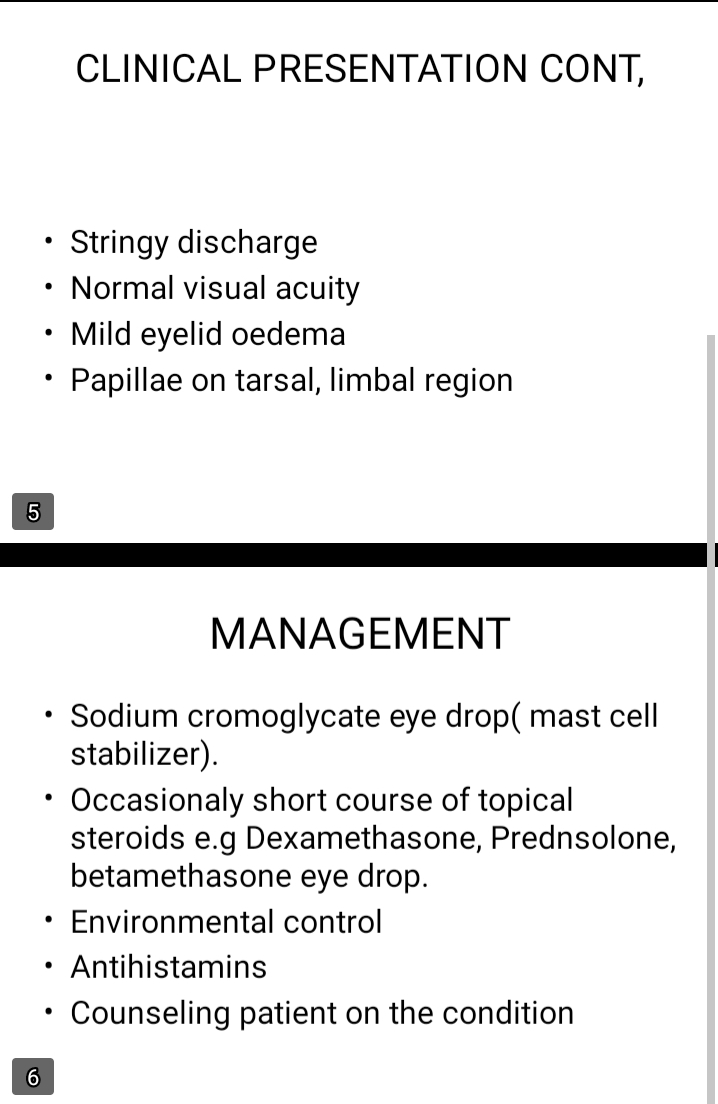 CLINICAL PRESENTATION CONT,
• Stringy discharge
• Normal visual acuity
• Mild eyelid oedema
• Papillae on tarsal, limbal region
5
MANAGEMENT
• Sodium cromoglycate eye drop( mast cell
stabilizer).
• Occasionaly short course of topical
steroids e.g Dexamethasone, Prednsolone,
betamethasone eye drop.
• Environmental control
• Antihistamins
• Counseling patient on the condition
6